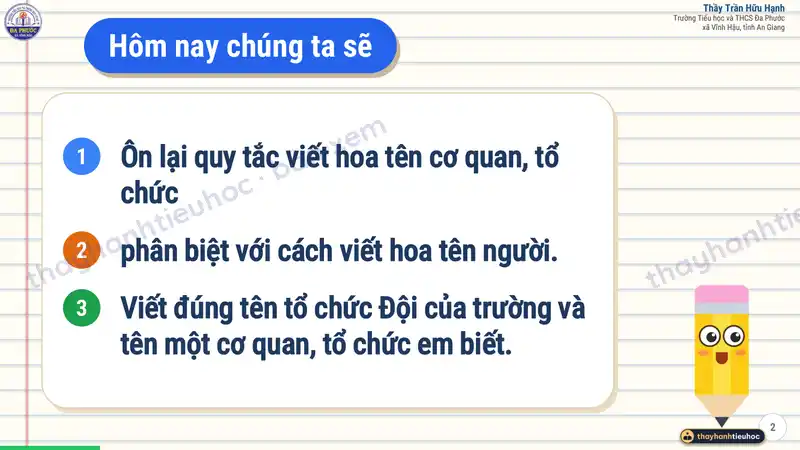 Thầy Trần Hữu Hạnh
Trường Tiểu học và THCS Đa Phước
xã Vĩnh Hậu, tỉnh An Giang
ĐA PHƯỚC
Hôm nay chúng ta sẽ
1 Ôn lại quy tắc viết hoa tên cơ quan, tổ
chức
2 phân biệt với cách viết hoa tên người.
3 Viết đúng tên tổ chức Đội của trường và
tên một cơ quan, tổ chức em biết.
thayhanhtieuhoc
2